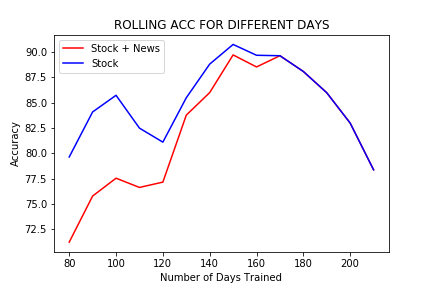 ROLLING ACC FOR DIFFERENT DAYS
Stock + News
Stock
Accuracy
90.0
87.5
85.0
82.5
80.0
77.5
75.0
72.5
80 100 120 140 160 180 200
Number of Days Trained